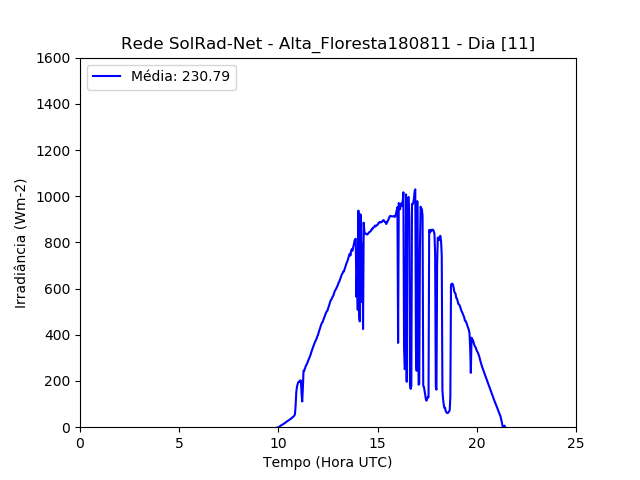 Rede SolRad-Net - Alta_Floresta180811 - Dia [11]
Média: 230.79
1600
1400
1200
1000
800
600
400
200
0
Irradiância (Wm-2)
0 5 10 15 20 25
Tempo (Hora UTC)